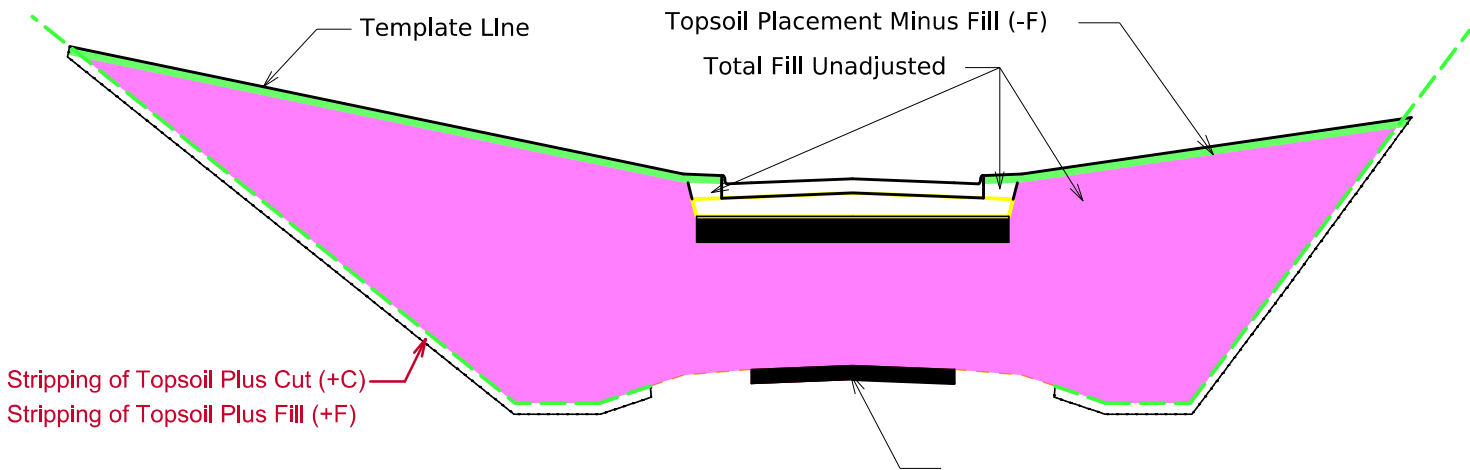 Template LIne
Topsoil Placement Minus Fill (-F)
Total Fill Unadjusted
Stripping of Topsoil Plus Cut (+C)
Stripping of Topsoil Plus Fill (+F)